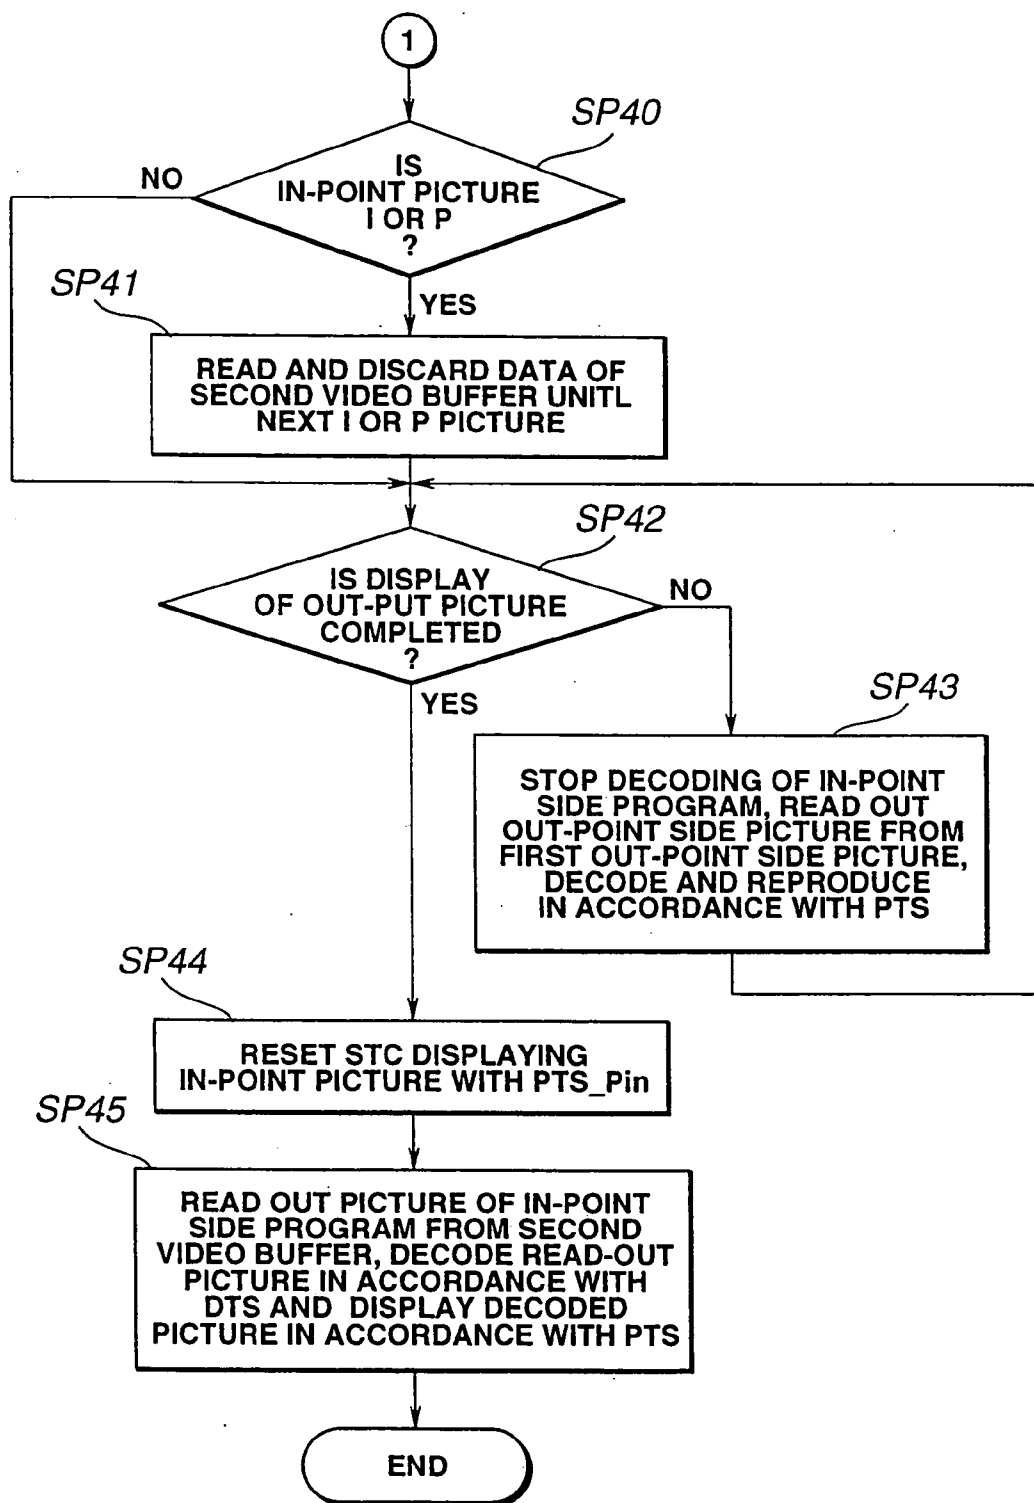 1
SP40
IS
IN-POINT PICTURE
I OR P
?
NO
YES
SP41
READ AND DISCARD DATA OF
SECOND VIDEO BUFFER UNITL
NEXT I OR P PICTURE
SP42
IS DISPLAY
OF OUT-PUT PICTURE
COMPLETED
?
NO
YES
SP43
STOP DECODING OF IN-POINT
SIDE PROGRAM, READ OUT
OUT-POINT SIDE PICTURE FROM
FIRST OUT-POINT SIDE PICTURE,
DECODE AND REPRODUCE
IN ACCORDANCE WITH PTS
SP44
RESET STC DISPLAYING
IN-POINT PICTURE WITH PTS_Pin
SP45
READ OUT PICTURE OF IN-POINT
SIDE PROGRAM FROM SECOND
VIDEO BUFFER, DECODE READ-OUT
PICTURE IN ACCORDANCE WITH
DTS AND DISPLAY DECODED
PICTURE IN ACCORDANCE WITH PTS
END